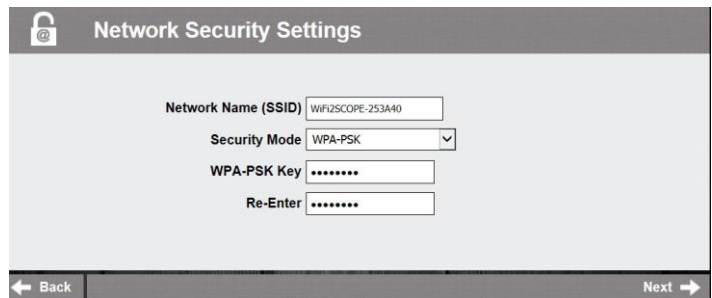 @ Network Security Settings
Network Name (SSID) WiFi2SCOPE-253A40
Security Mode WPA-PSK
WPA-PSK Key ••••••••
Re-Enter ••••••••
Back Next